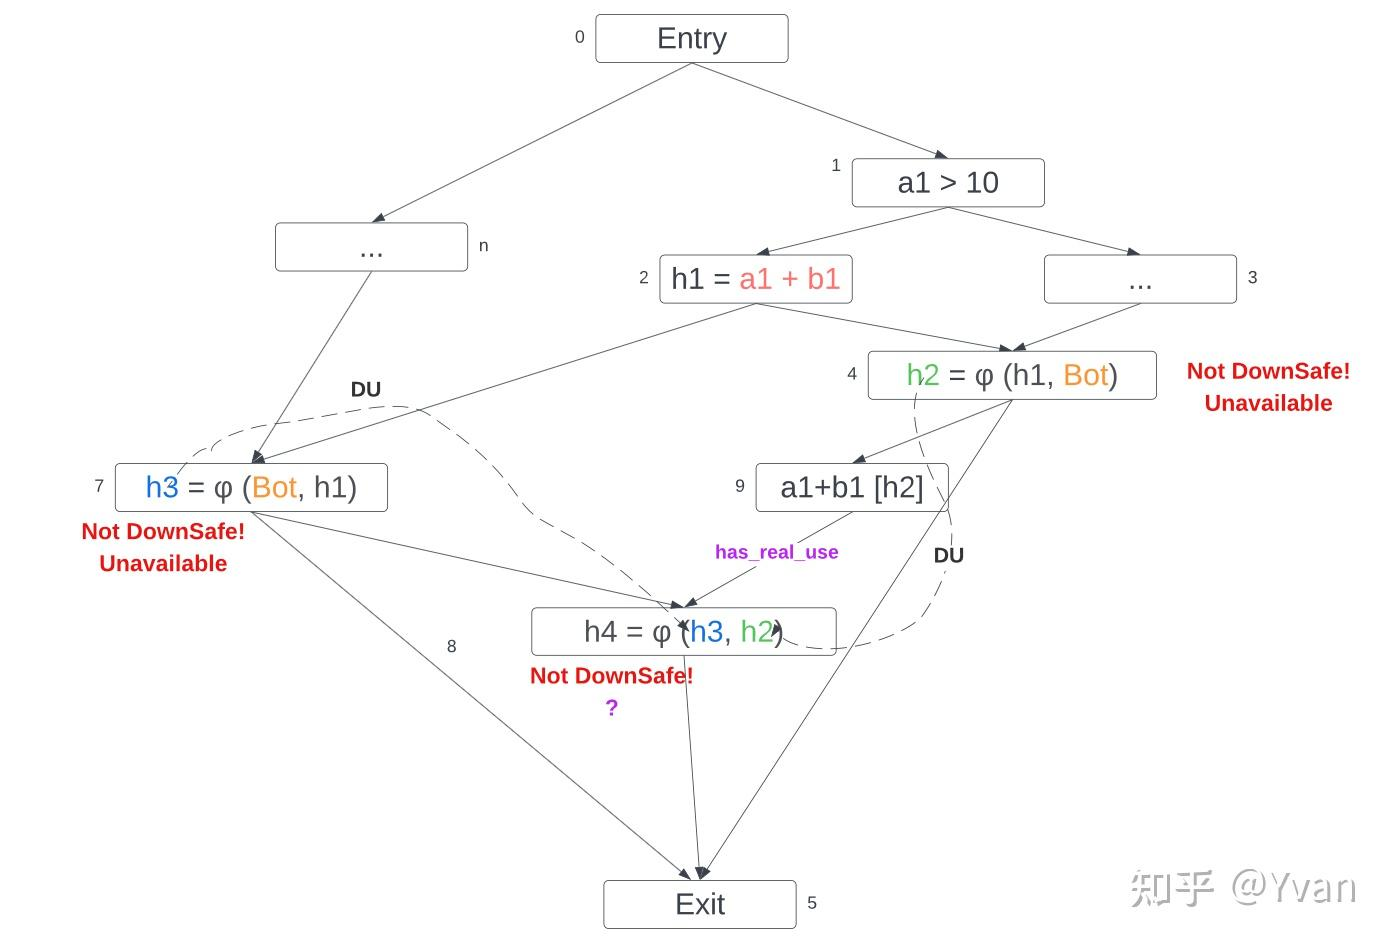 0
Entry
1
a1 > 10
...
n
2
h1 = a1 + b1
...
3
4
h2 = φ (h1, Bot)
Not DownSafe!
Unavailable
DU
7
h3 = φ (Bot, h1)
Not DownSafe!
Unavailable
9
a1+b1 [h2]
has_real_use
DU
h4 = φ (h3, h2)
8
Not DownSafe!
?
Exit
5
知乎 @Yvan